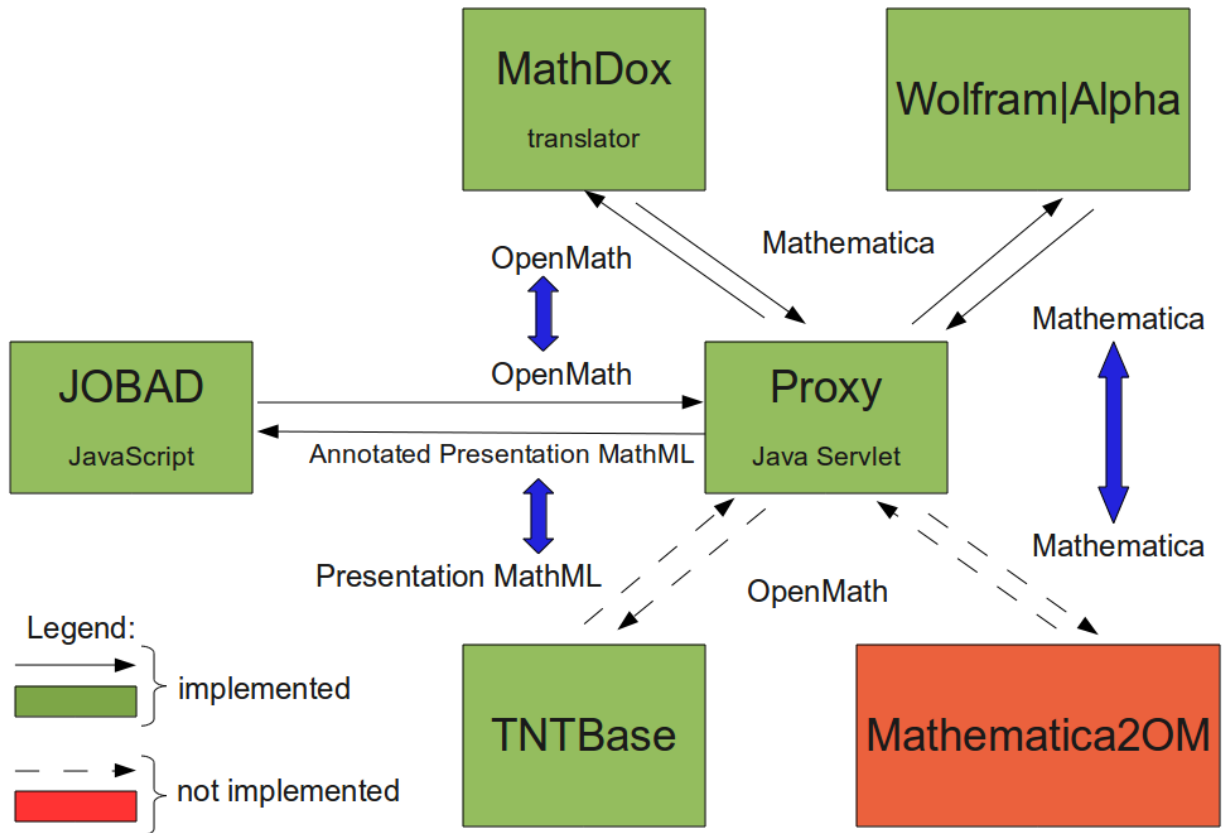 MathDox
translator
Wolfram|Alpha
Mathematica
OpenMath
Mathematica
OpenMath
JOBAD
JavaScript
Proxy
Java Servlet
Annotated Presentation MathML
Mathematica
Presentation MathML
OpenMath
Legend:
implemented
not implemented
TNTBase
Mathematica2OM